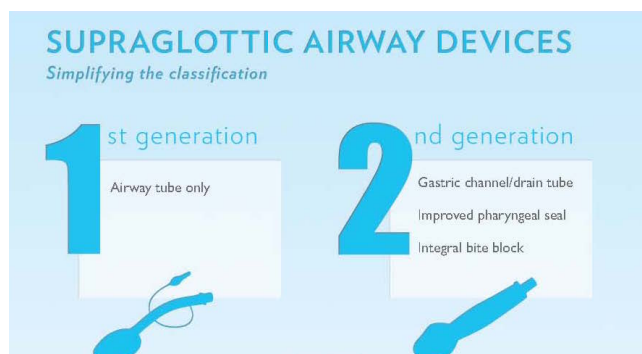 SUPRAGLOTTIC AIRWAY DEVICES
Simplifying the classification
1st generation
Airway tube only
2nd generation
Gastric channel/drain tube
Improved pharyngeal seal
Integral bite block